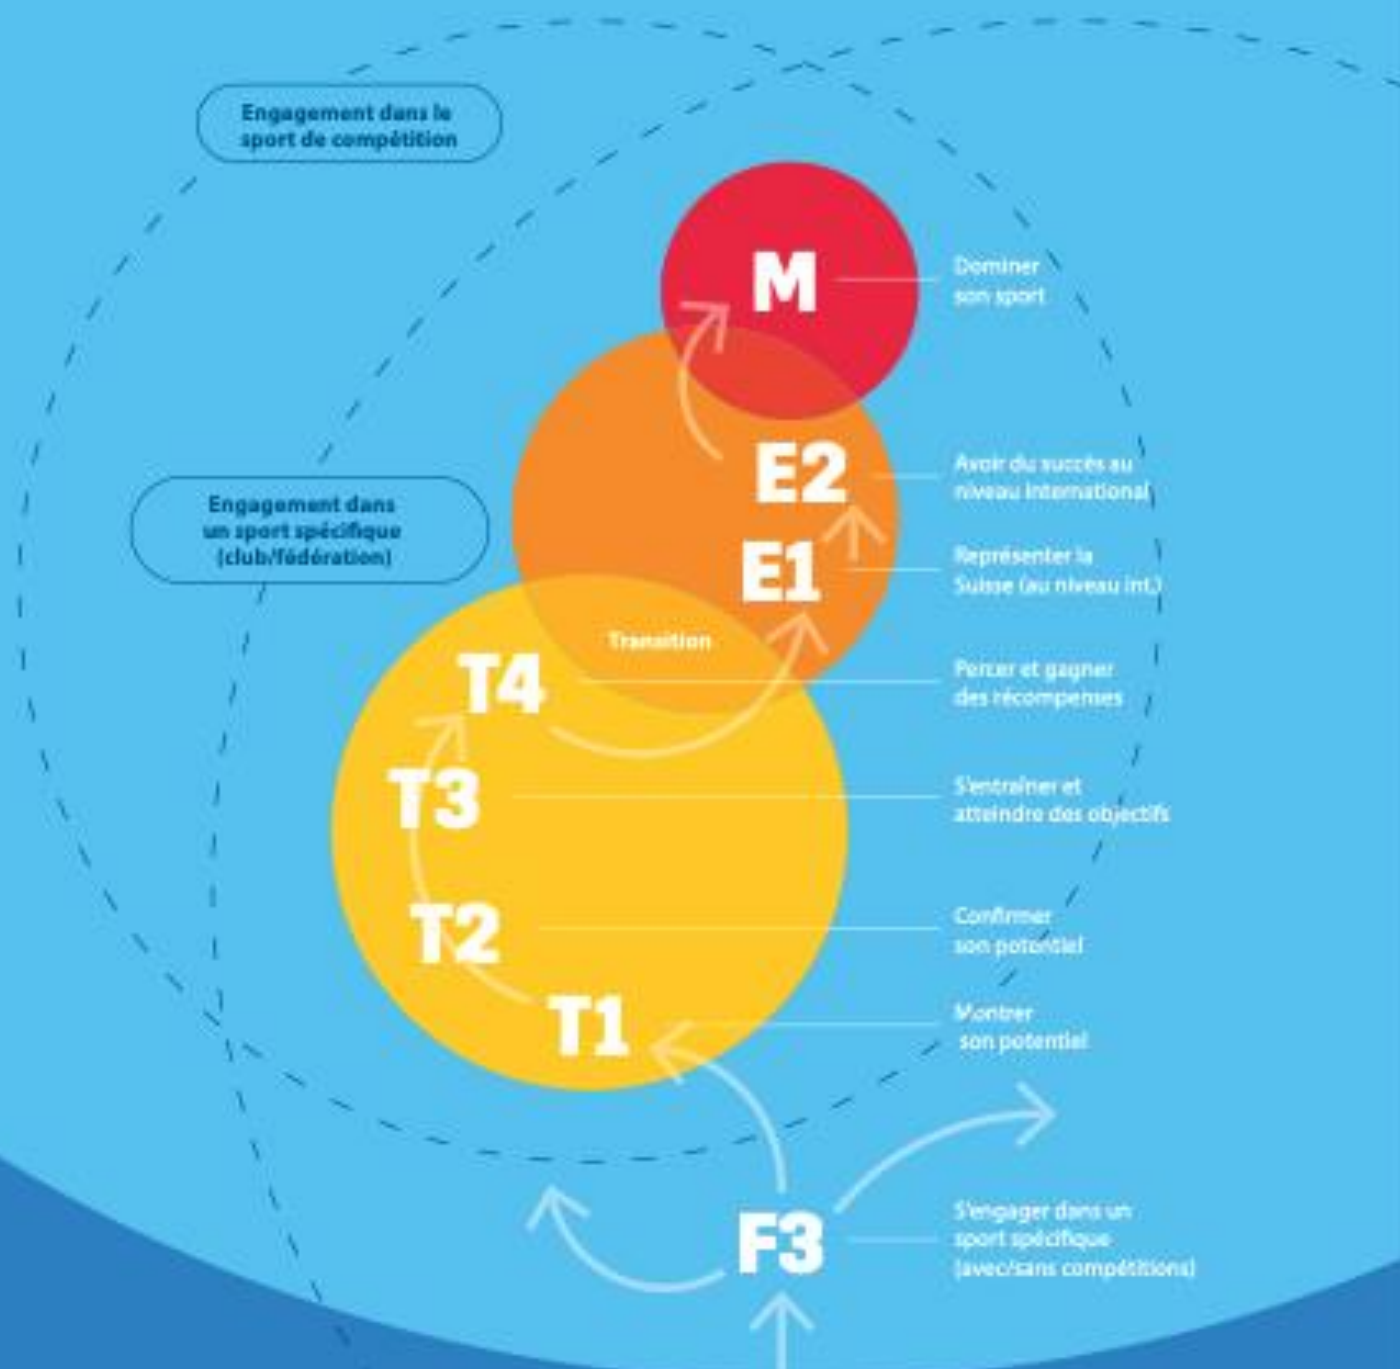 Engagement dans le
sport de compétition
M
Dominer
son sport
E2
Avoir du succès au
niveau international
Engagement dans
un sport spécifique
(club/fédération)
E1
Représenter la
Suisse (au niveau int.)
Transition
T4
Percer et gagner
des récompenses
T3
S'entraîner et
atteindre des objectifs
T2
Confirmer
son potentiel
T1
Montrer
son potentiel
F3
S'engager dans un
sport spécifique
(avec/sans compétitions)